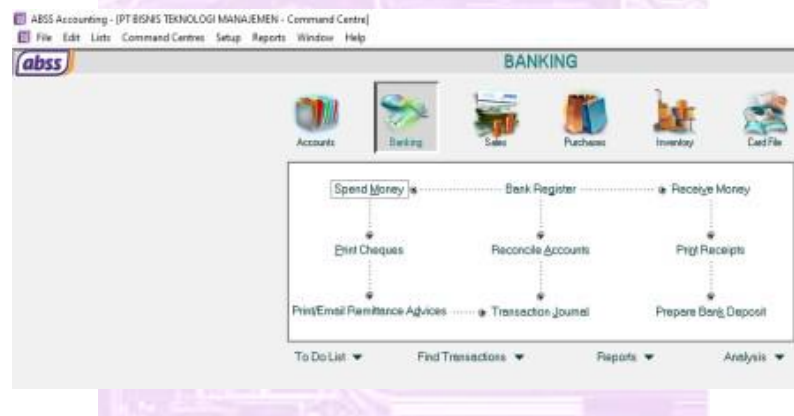 ABSS Accounting - [PT BISNIS TEKNOLOGI MANAJEMEN - Command Centre]
File Edit Lists Command Centres Setup Reports Window Help
abss BANKING
Accounts Banking Sales Purchases Inventory Card File
Spend Money Bank Register Receive Money
Print Cheques Reconcile Accounts Print Receipts
Print/Email Remittance Advices Transaction Journal Prepare Bank Deposit
To Do List Find Transactions Reports Analysis